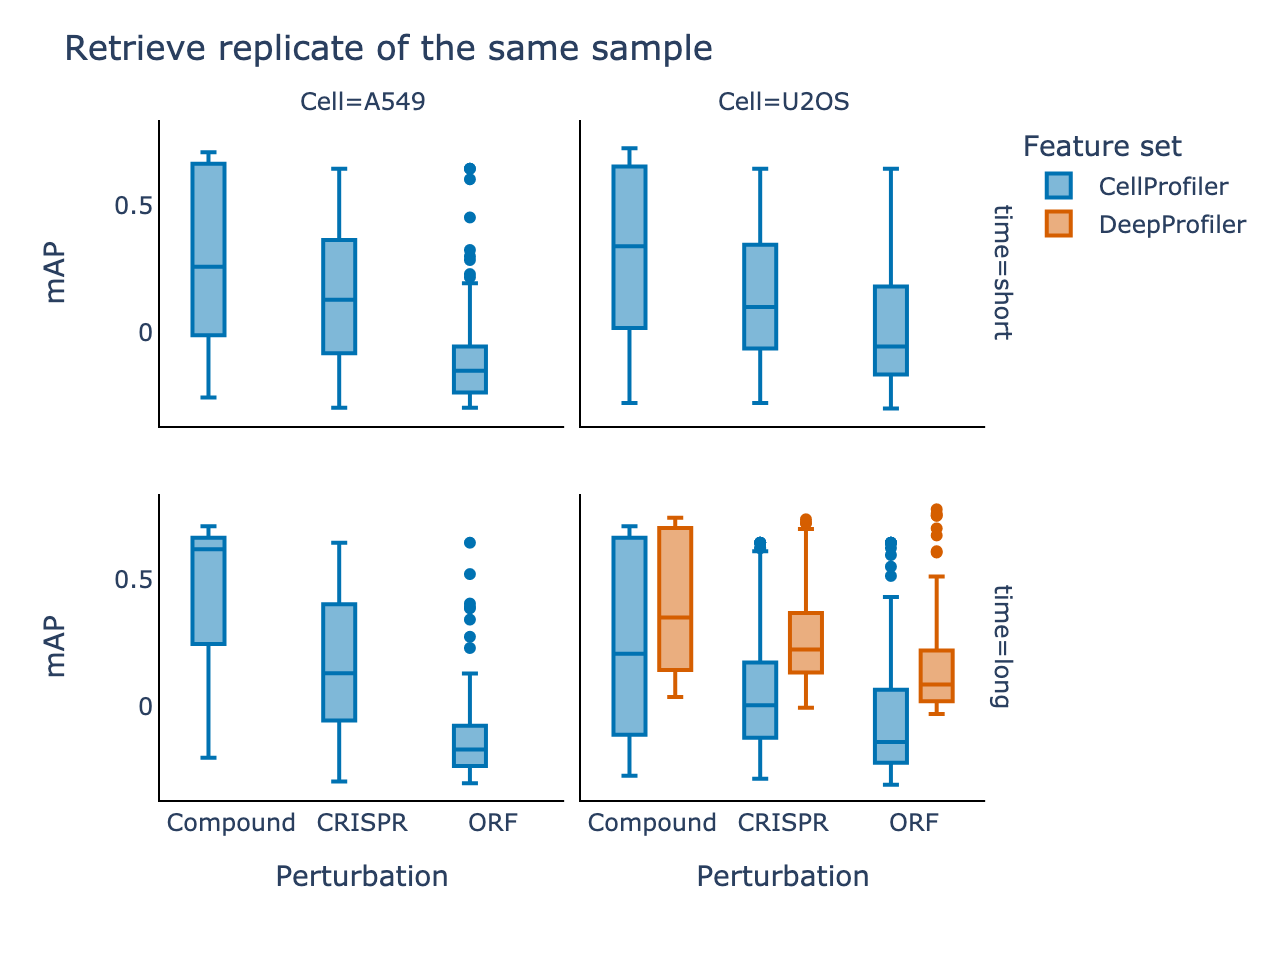 Retrieve replicate of the same sample
Cell=A549
Cell=U2OS
Feature set
CellProfiler
DeepProfiler
mAP
0.5
0
time=short
mAP
0.5
0
time=long
Compound CRISPR ORF
Compound CRISPR ORF
Perturbation
Perturbation